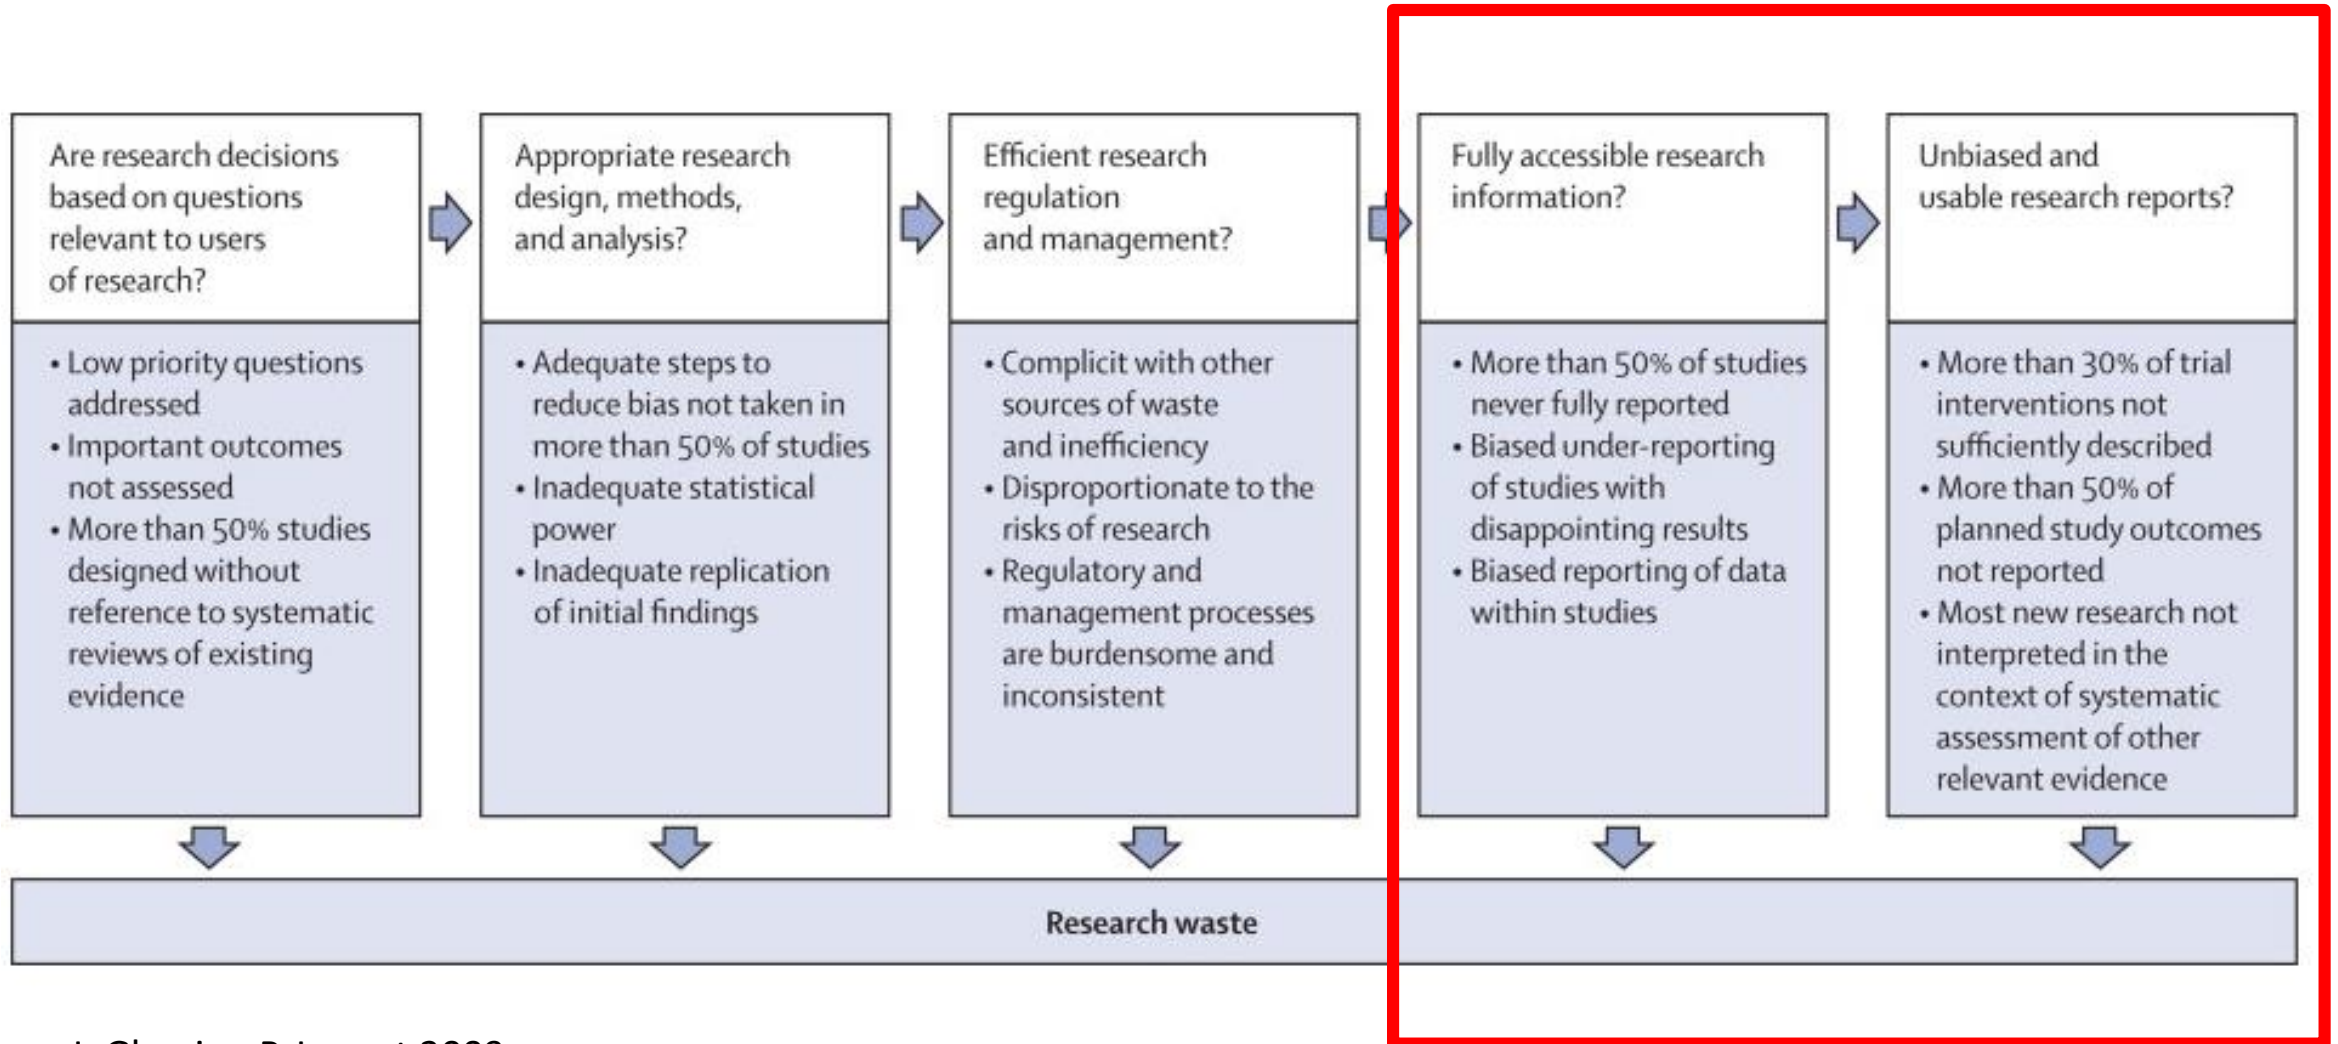 Are research decisions
based on questions
relevant to users
of research?
• Low priority questions
addressed
• Important outcomes
not assessed
• More than 50% studies
designed without
reference to systematic
reviews of existing
evidence
Appropriate research
design, methods,
and analysis?
• Adequate steps to
reduce bias not taken in
more than 50% of studies
• Inadequate statistical
power
• Inadequate replication
of initial findings
Efficient research
regulation
and management?
• Complicit with other
sources of waste
and inefficiency
• Disproportionate to the
risks of research
• Regulatory and
management processes
are burdensome and
inconsistent
Fully accessible research
information?
• More than 50% of studies
never fully reported
• Biased under-reporting
of studies with
disappointing results
• Biased reporting of data
within studies
Unbiased and
usable research reports?
• More than 30% of trial
interventions not
sufficiently described
• More than 50% of
planned study outcomes
not reported
• Most new research not
interpreted in the
context of systematic
assessment of other
relevant evidence
Research waste